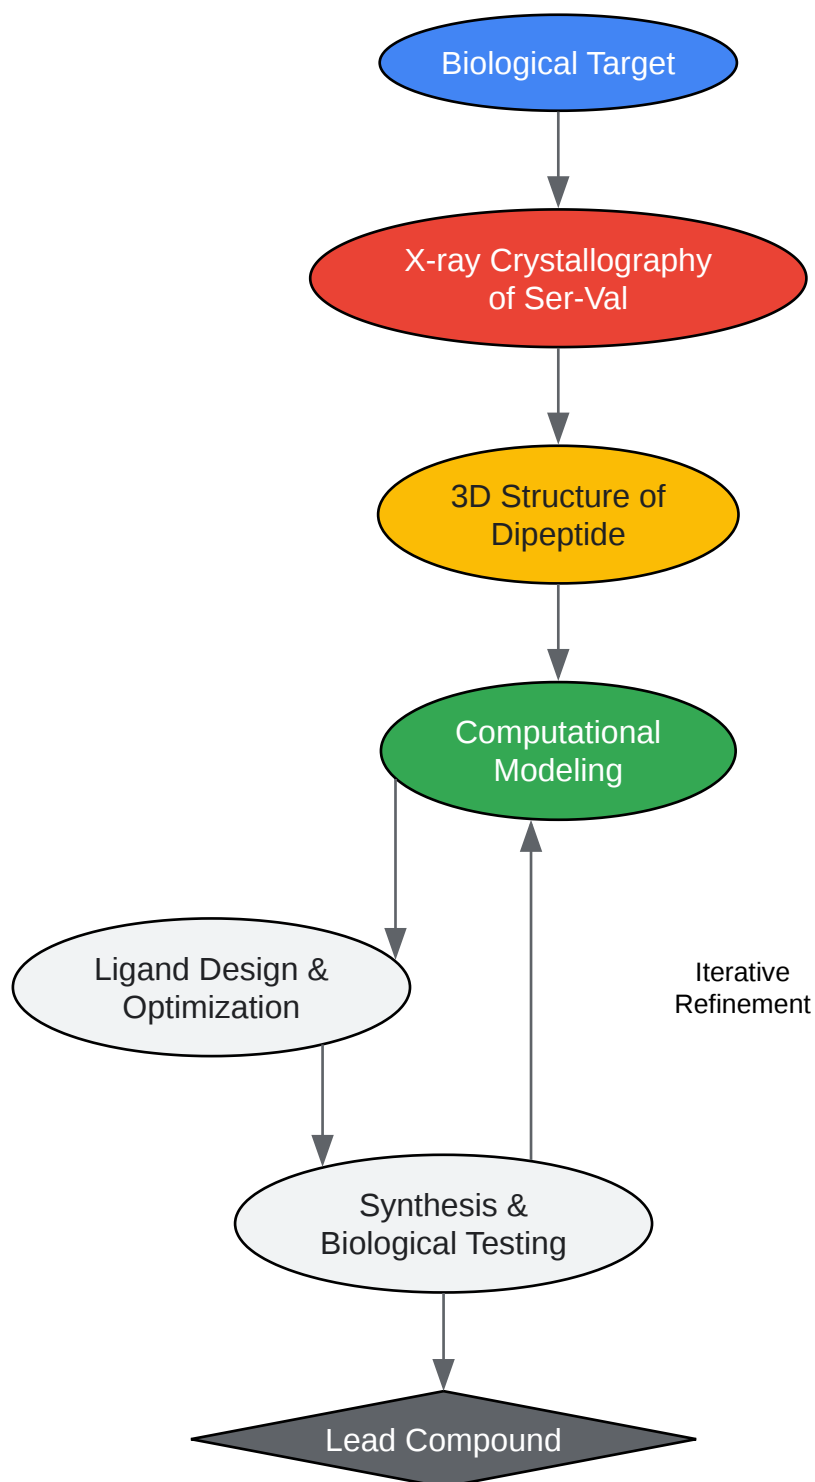 Biological Target
X-ray Crystallography
of Ser-Val
3D Structure of
Dipeptide
Computational
Modeling
Ligand Design &
Optimization
Iterative
Refinement
Synthesis &
Biological Testing
Lead Compound